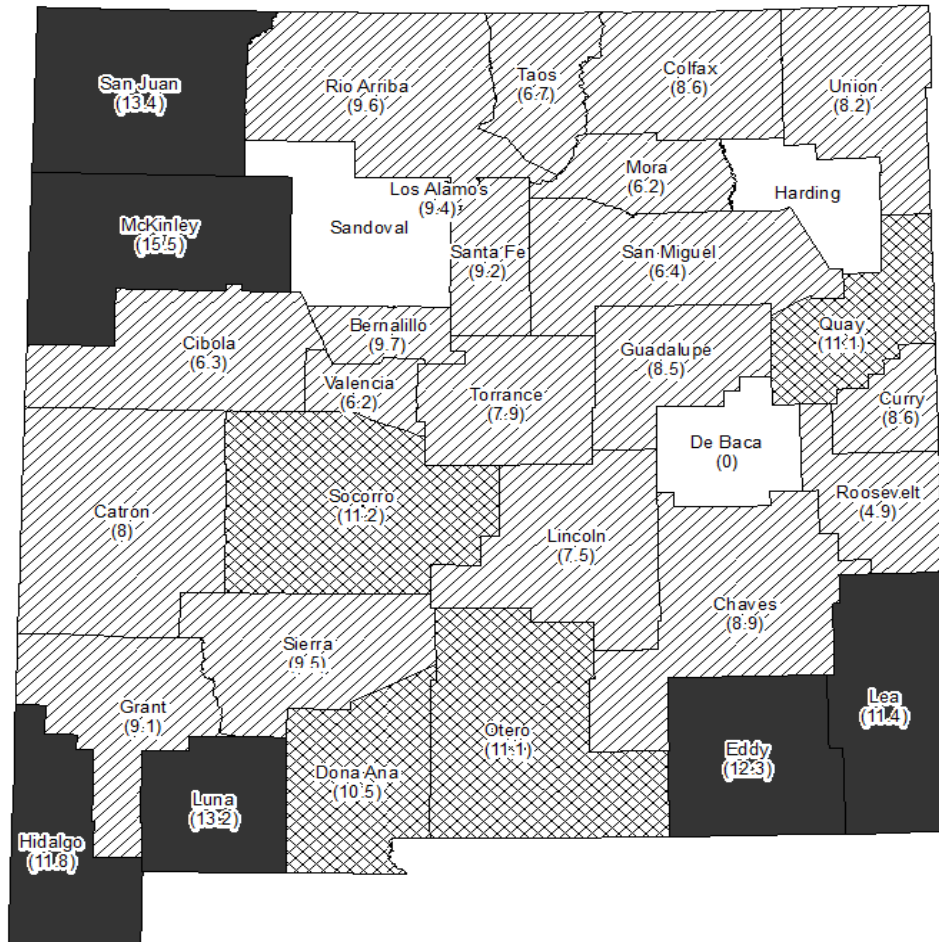 San Juan
(13.4)
Rio Arriba
(9.6)
Taos
(6.7)
Colfax
(8.6)
Union
(8.2)
Mora
(6.2)
Harding
Los Alamos
(9.4)
Sandoval
McKinley
(15.5)
Santa Fe
(9.2)
San Miguel
(6.4)
Cibola
(6.3)
Bernalillo
(9.7)
Quay
(11.1)
Guadalupe
(8.5)
Valencia
(6.2)
Torrance
(7.9)
Curry
(8.6)
De Baca
(0)
Roosevelt
(4.9)
Catron
(8)
Socorro
(11.2)
Lincoln
(7.5)
Chaves
(8.9)
Sierra
(9.5)
Grant
(9.1)
Lea
(11.4)
Otero
(11.1)
Eddy
(12.3)
Dona Ana
(10.5)
Luna
(13.2)
Hidalgo
(11.8)